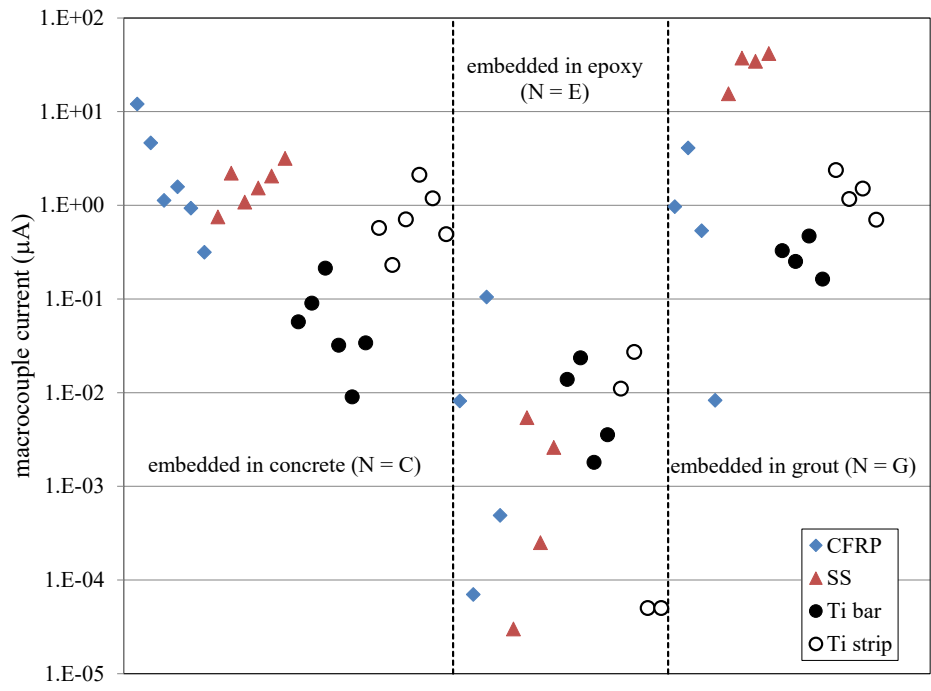 1.E+02
1.E+01
1.E+00
1.E-01
1.E-02
1.E-03
1.E-04
1.E-05
macrocouple current (µA)
embedded in epoxy
(N = E)
embedded in concrete (N = C)
embedded in grout (N = G)
CFRP
SS
Ti bar
Ti strip